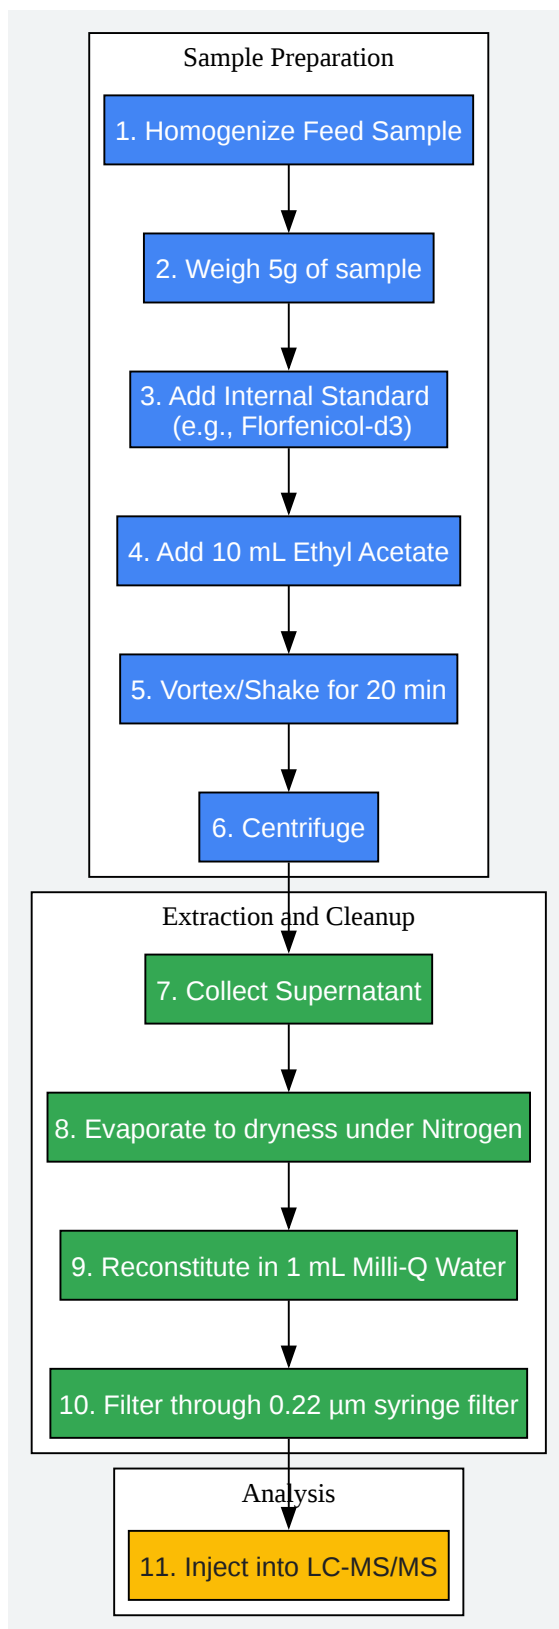 Sample Preparation
1. Homogenize Feed Sample
2. Weigh 5g of sample
3. Add Internal Standard
(e.g., Florfenicol-d3)
4. Add 10 mL Ethyl Acetate
5. Vortex/Shake for 20 min
6. Centrifuge
Extraction and Cleanup
7. Collect Supernatant
8. Evaporate to dryness under Nitrogen
9. Reconstitute in 1 mL Milli-Q Water
10. Filter through 0.22 µm syringe filter
Analysis
11. Inject into LC-MS/MS